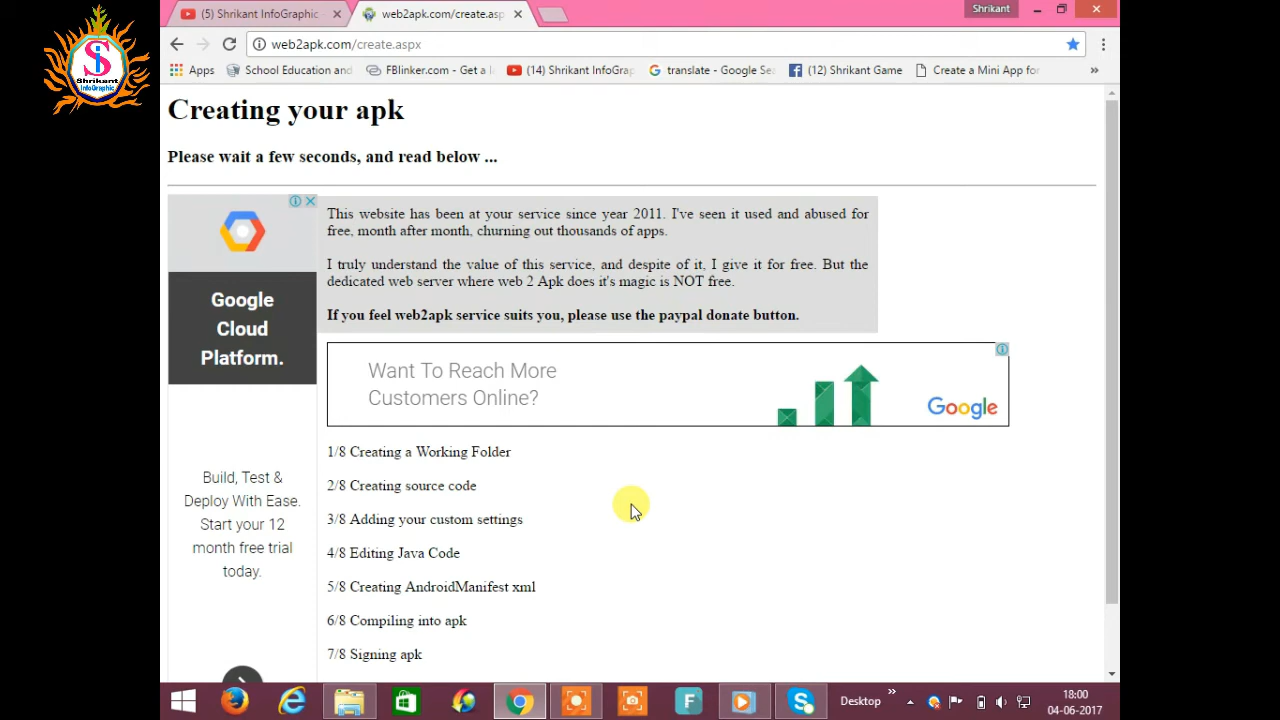 (5) Shrikant InfoGraphic
web2apk.com/create.asp
Shrikant
web2apk.com/create.aspx
Apps
School Education and
FBlinker.com - Get a l
(14) Shrikant InfoGrap
translate - Google Sea
(12) Shrikant Game
Create a Mini App for
»
Si
Shrikant
InfoGraphic
Creating your apk
Please wait a few seconds, and read below ...
This website has been at your service since year 2011. I've seen it used and abused for
free, month after month, churning out thousands of apps.
I truly understand the value of this service, and despite of it, I give it for free. But the
dedicated web server where web 2 Apk does it's magic is NOT free.
If you feel web2apk service suits you, please use the paypal donate button.
Google
Cloud
Platform.
Build, Test &
Deploy With Ease.
Start your 12
month free trial
today.
Want To Reach More
Customers Online?
Google
1/8 Creating a Working Folder
2/8 Creating source code
3/8 Adding your custom settings
4/8 Editing Java Code
5/8 Creating AndroidManifest xml
6/8 Compiling into apk
7/8 Signing apk
F
Desktop
»
18:00
04-06-2017